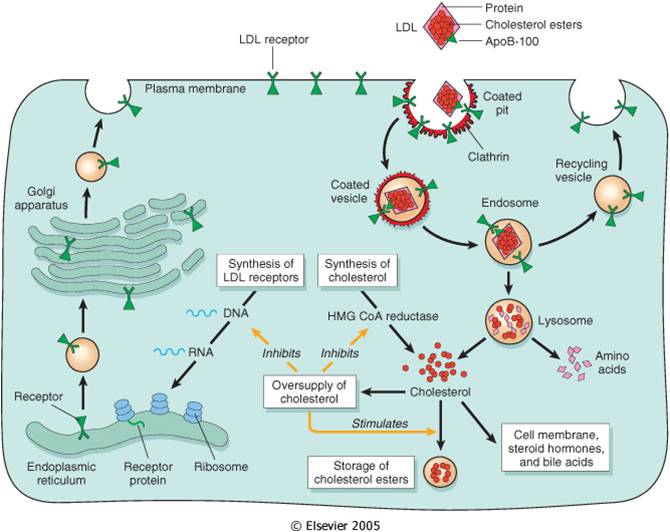 Protein
LDL
Cholesterol esters
ApoB-100
LDL receptor
Plasma membrane
Coated
pit
Clathrin
Recycling
vesicle
Golgi
apparatus
Coated
vesicle
Endosome
Synthesis of
LDL receptors
Synthesis of
cholesterol
DNA
HMG CoA reductase
Lysosome
RNA
Inhibits
Inhibits
Amino
acids
Receptor
Oversupply of
cholesterol
Cholesterol
Stimulates
Cell membrane,
steroid hormones,
and bile acids
Endoplasmic
reticulum
Receptor
protein
Ribosome
Storage of
cholesterol esters
© Elsevier 2005